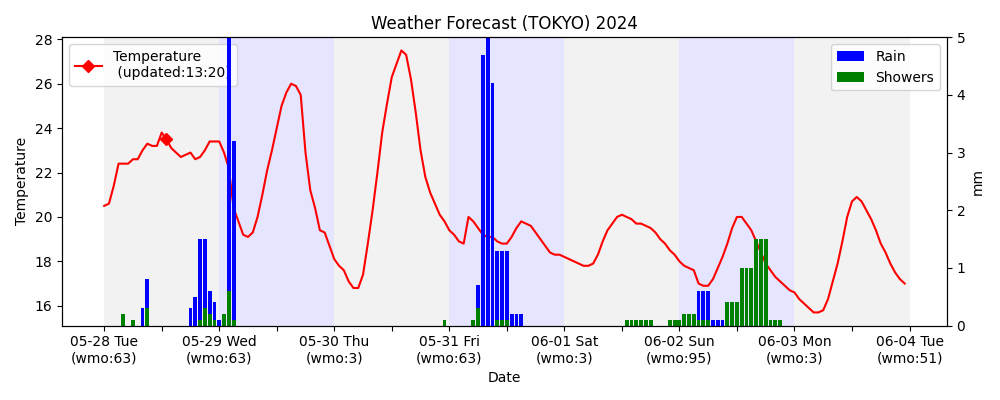 Weather Forecast (TOKYO) 2024
Temperature
(updated:13:20)
Rain
Showers
28
26
24
22
20
18
16
Temperature
5
4
3
2
1
0
mm
05-28 Tue
(wmo:63)
05-29 Wed
(wmo:63)
05-30 Thu
(wmo:3)
05-31 Fri
(wmo:63)
06-01 Sat
(wmo:3)
06-02 Sun
(wmo:95)
06-03 Mon
(wmo:3)
06-04 Tue
(wmo:51)
Date